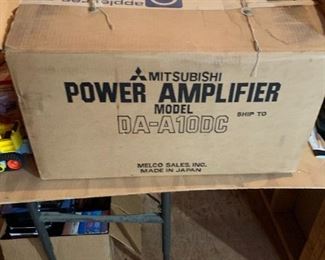 MITSUBISHI
POWER AMPLIFIER
MODEL SHIP TO
DA-A10DC
MELCO SALES, INC.
MADE IN JAPAN